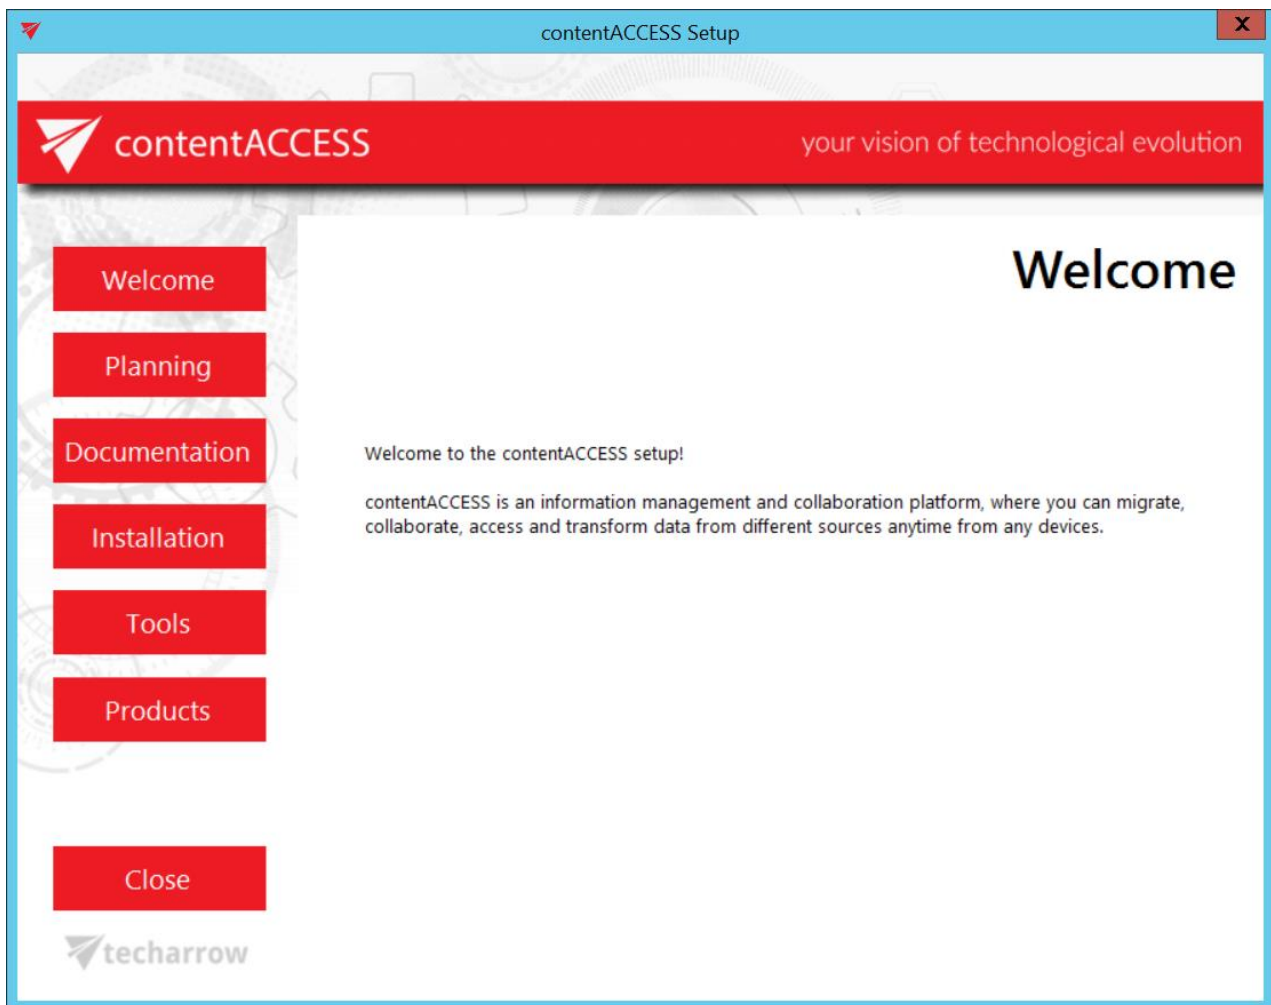 contentACCESS Setup
X
contentACCESS
your vision of technological evolution
Welcome
Planning
Documentation
Installation
Tools
Products
Close
techarrow
Welcome
Welcome to the contentACCESS setup!
contentACCESS is an information management and collaboration platform, where you can migrate,
collaborate, access and transform data from different sources anytime from any devices.